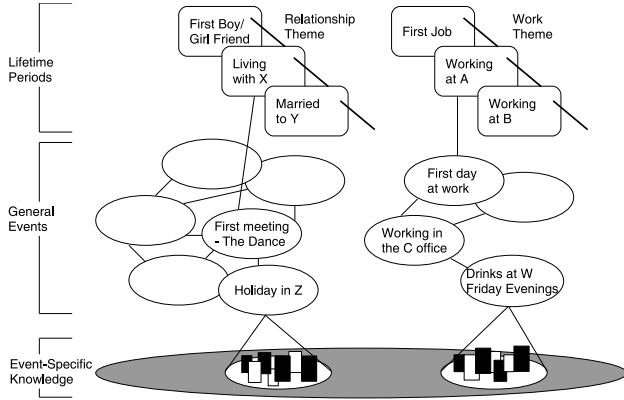 Lifetime
Periods
First Boy/
Girl Friend
Relationship
Theme
Living
with X
Married
to Y
First Job
Work
Theme
Working
at A
Working
at B
General
Events
First meeting
- The Dance
Holiday in Z
First day
at work
Working in
the C office
Drinks at W
Friday Evenings
Event-Specific
Knowledge